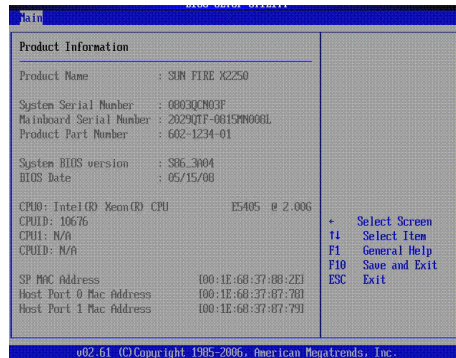 BIOS SETUP UTILITY
Main
Product Information
Product Name : SUN FIRE X2250
System Serial Number : 0803QCN03F
Mainboard Serial Number : 2029QTF-0815MN008L
Product Part Number : 602-1234-01
System BIOS version : S86_3A04
BIOS Date : 05/15/08
CPU0: Intel(R) Xeon(R) CPU E5405 @ 2.00G
CPUID: 10676
CPU1: N/A
CPUID: N/A
SP MAC Address [00:1E:68:37:88:2E]
Host Port 0 Mac Address [00:1E:68:37:87:78]
Host Port 1 Mac Address [00:1E:68:37:87:79]
← Select Screen
↑↓ Select Item
F1 General Help
F10 Save and Exit
ESC Exit
v02.61 (C)Copyright 1985-2006, American Megatrends, Inc.